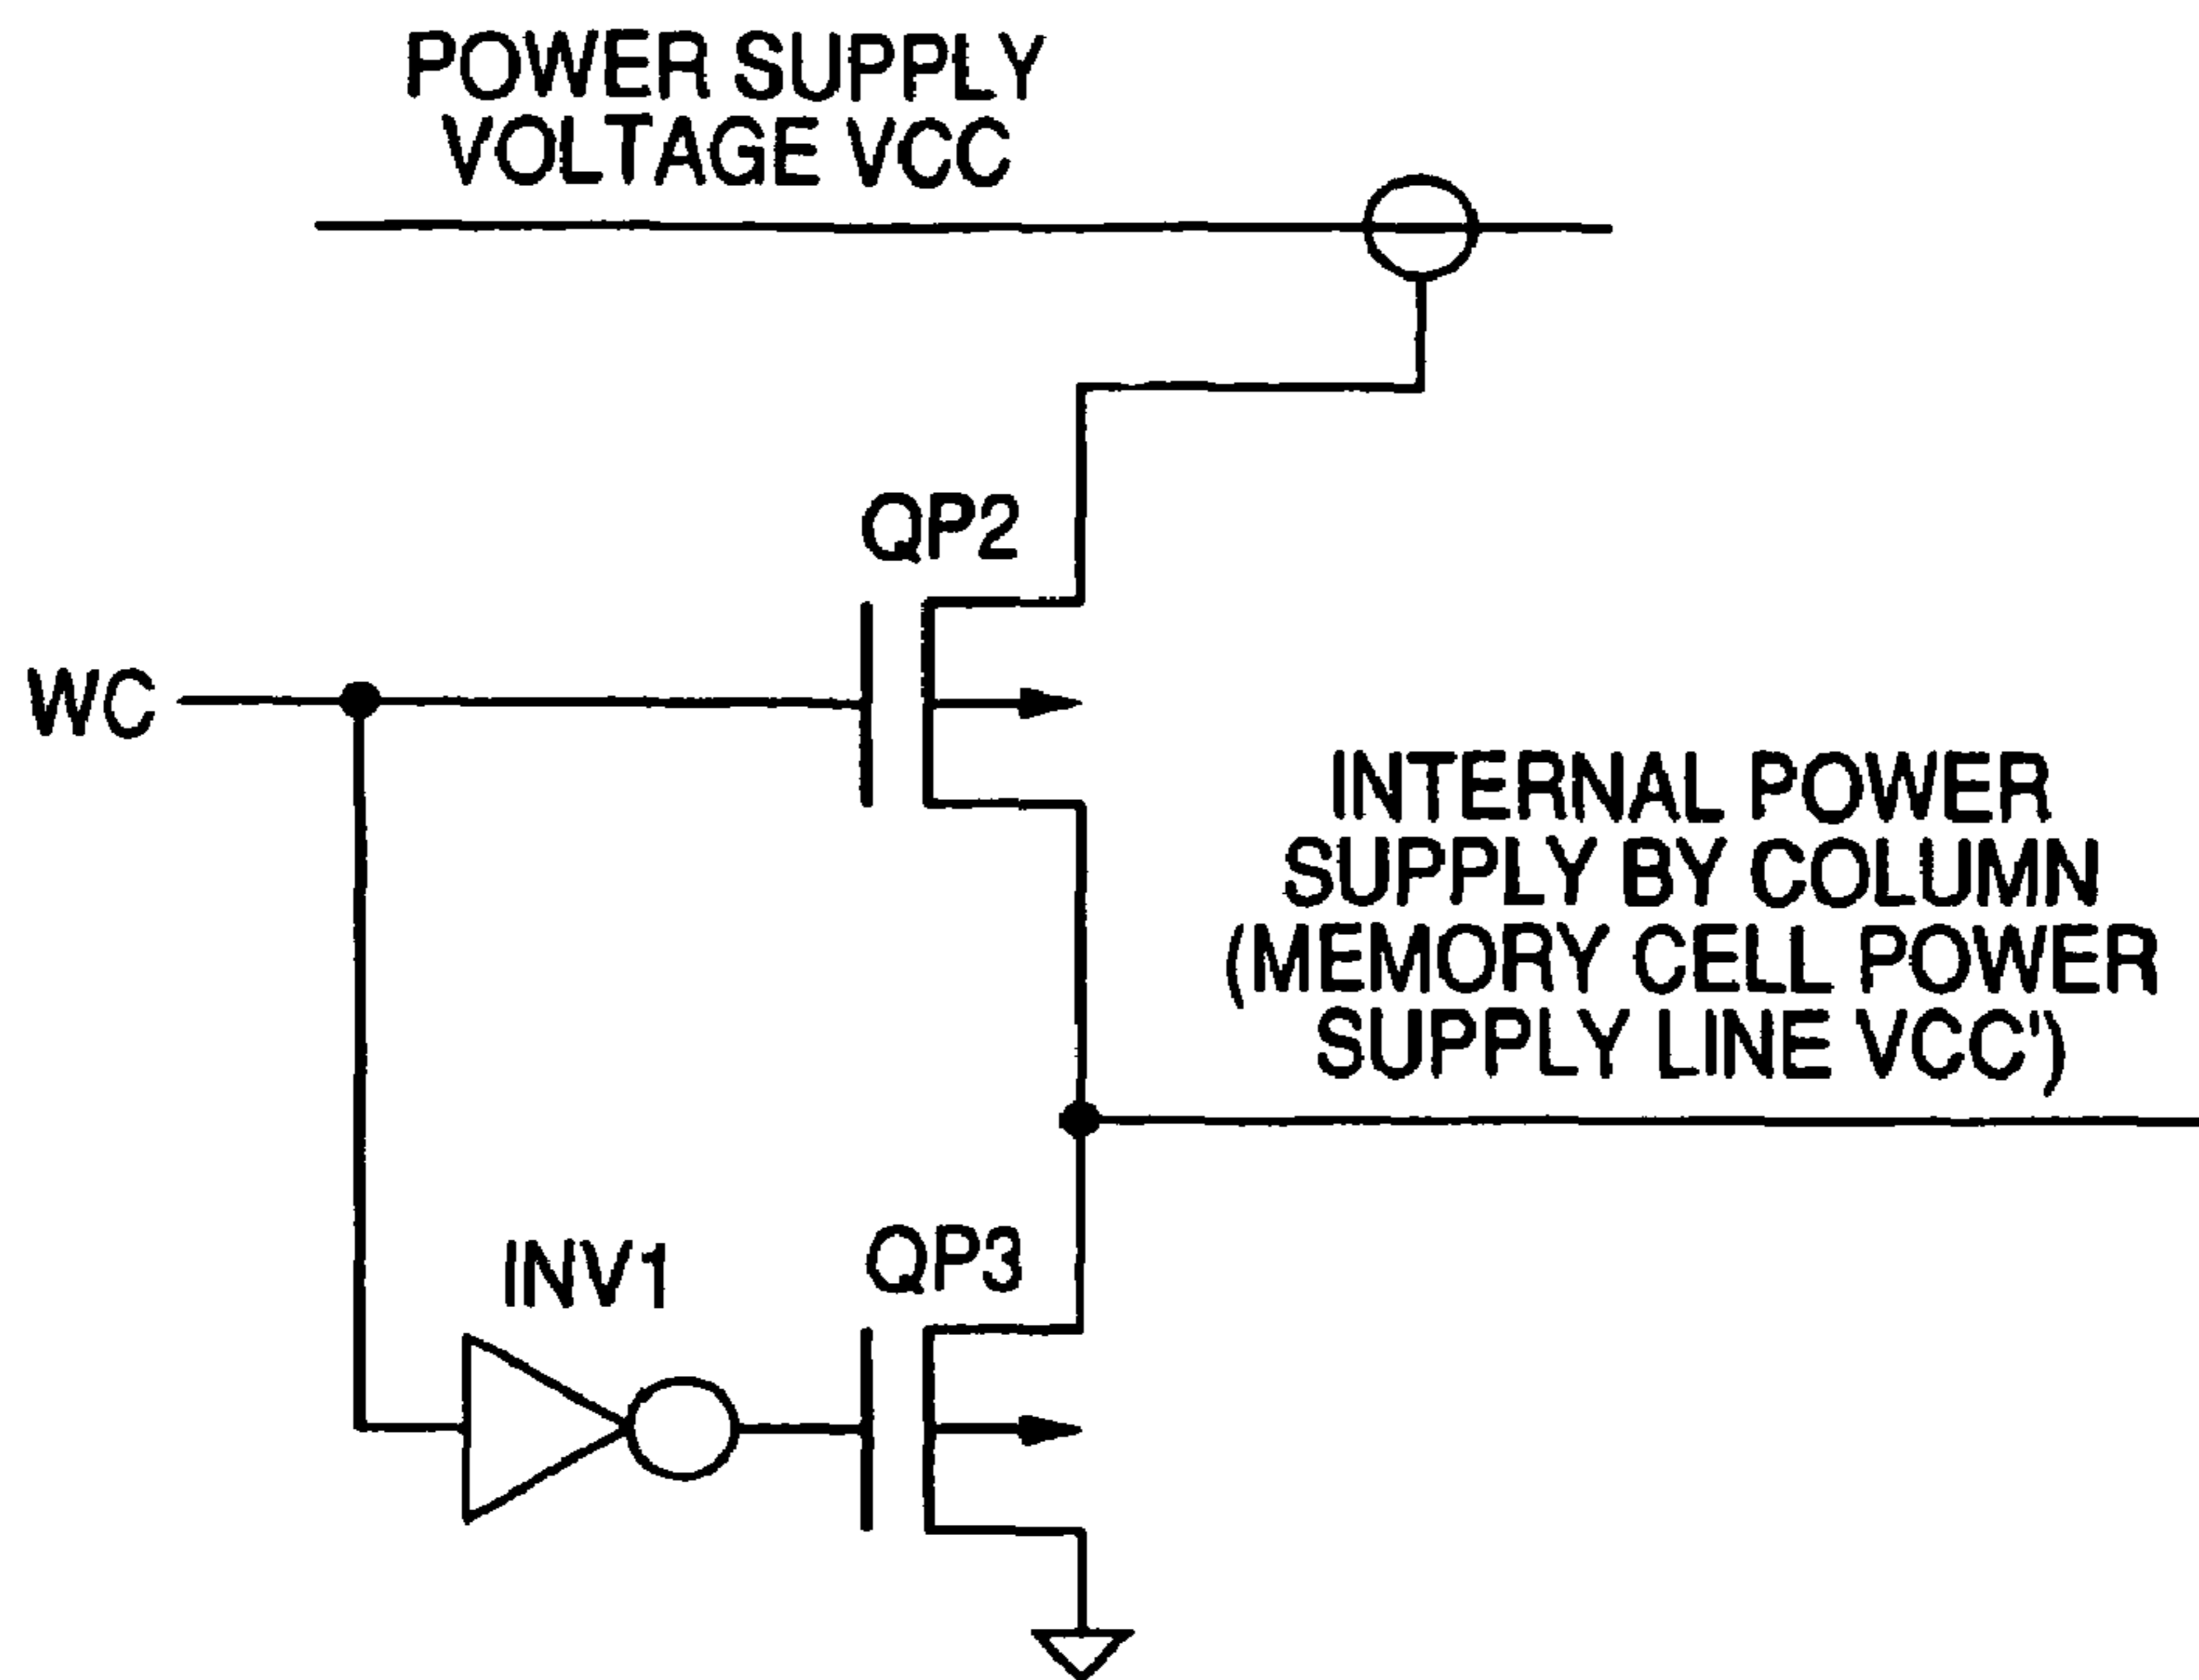 POWER SUPPLY
VOLTAGE VCC
QP2
WC
INTERNAL POWER
SUPPLY BY COLUMN
(MEMORY CELL POWER
SUPPLY LINE VCC')
INV1
QP3